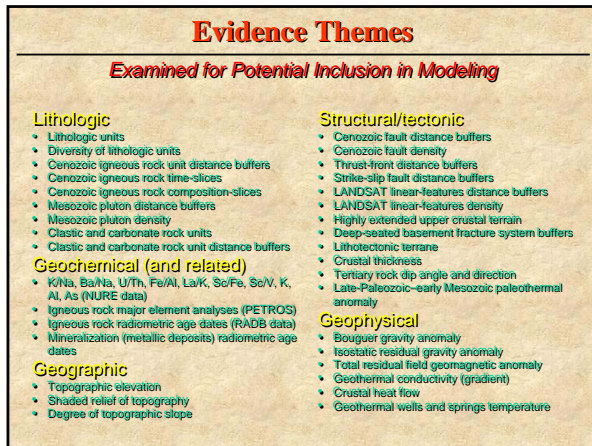 Evidence Themes
Examined for Potential Inclusion in Modeling
Lithologic
• Lithologic units
• Diversity of lithologic units
• Cenozoic igneous rock unit distance buffers
• Cenozoic igneous rock time-slices
• Cenozoic igneous rock composition-slices
• Mesozoic pluton distance buffers
• Mesozoic pluton density
• Clastic and carbonate rock units
• Clastic and carbonate rock unit distance buffers
Geochemical (and related)
• K/Na, Ba/Na, U/Th, Fe/Al, La/K, Sc/Fe, Sc/V, K,
Al, As (NURE data)
• Igneous rock major element analyses (PETROS)
• Igneous rock radiometric age dates (RADB data)
• Mineralization (metallic deposits) radiometric age
dates
Geographic
• Topographic elevation
• Shaded relief of topography
• Degree of topographic slope
Structural/tectonic
• Cenozoic fault distance buffers
• Cenozoic fault density
• Thrust-front distance buffers
• Strike-slip fault distance buffers
• LANDSAT linear-features distance buffers
• LANDSAT linear-features density
• Highly extended upper crustal terrain
• Deep-seated basement fracture system buffers
• Lithotectonic terrane
• Crustal thickness
• Tertiary rock dip angle and direction
• Late-Paleozoic–early Mesozoic paleothermal
anomaly
Geophysical
• Bouguer gravity anomaly
• Isostatic residual gravity anomaly
• Total residual field geomagnetic anomaly
• Geothermal conductivity (gradient)
• Crustal heat flow
• Geothermal wells and springs temperature